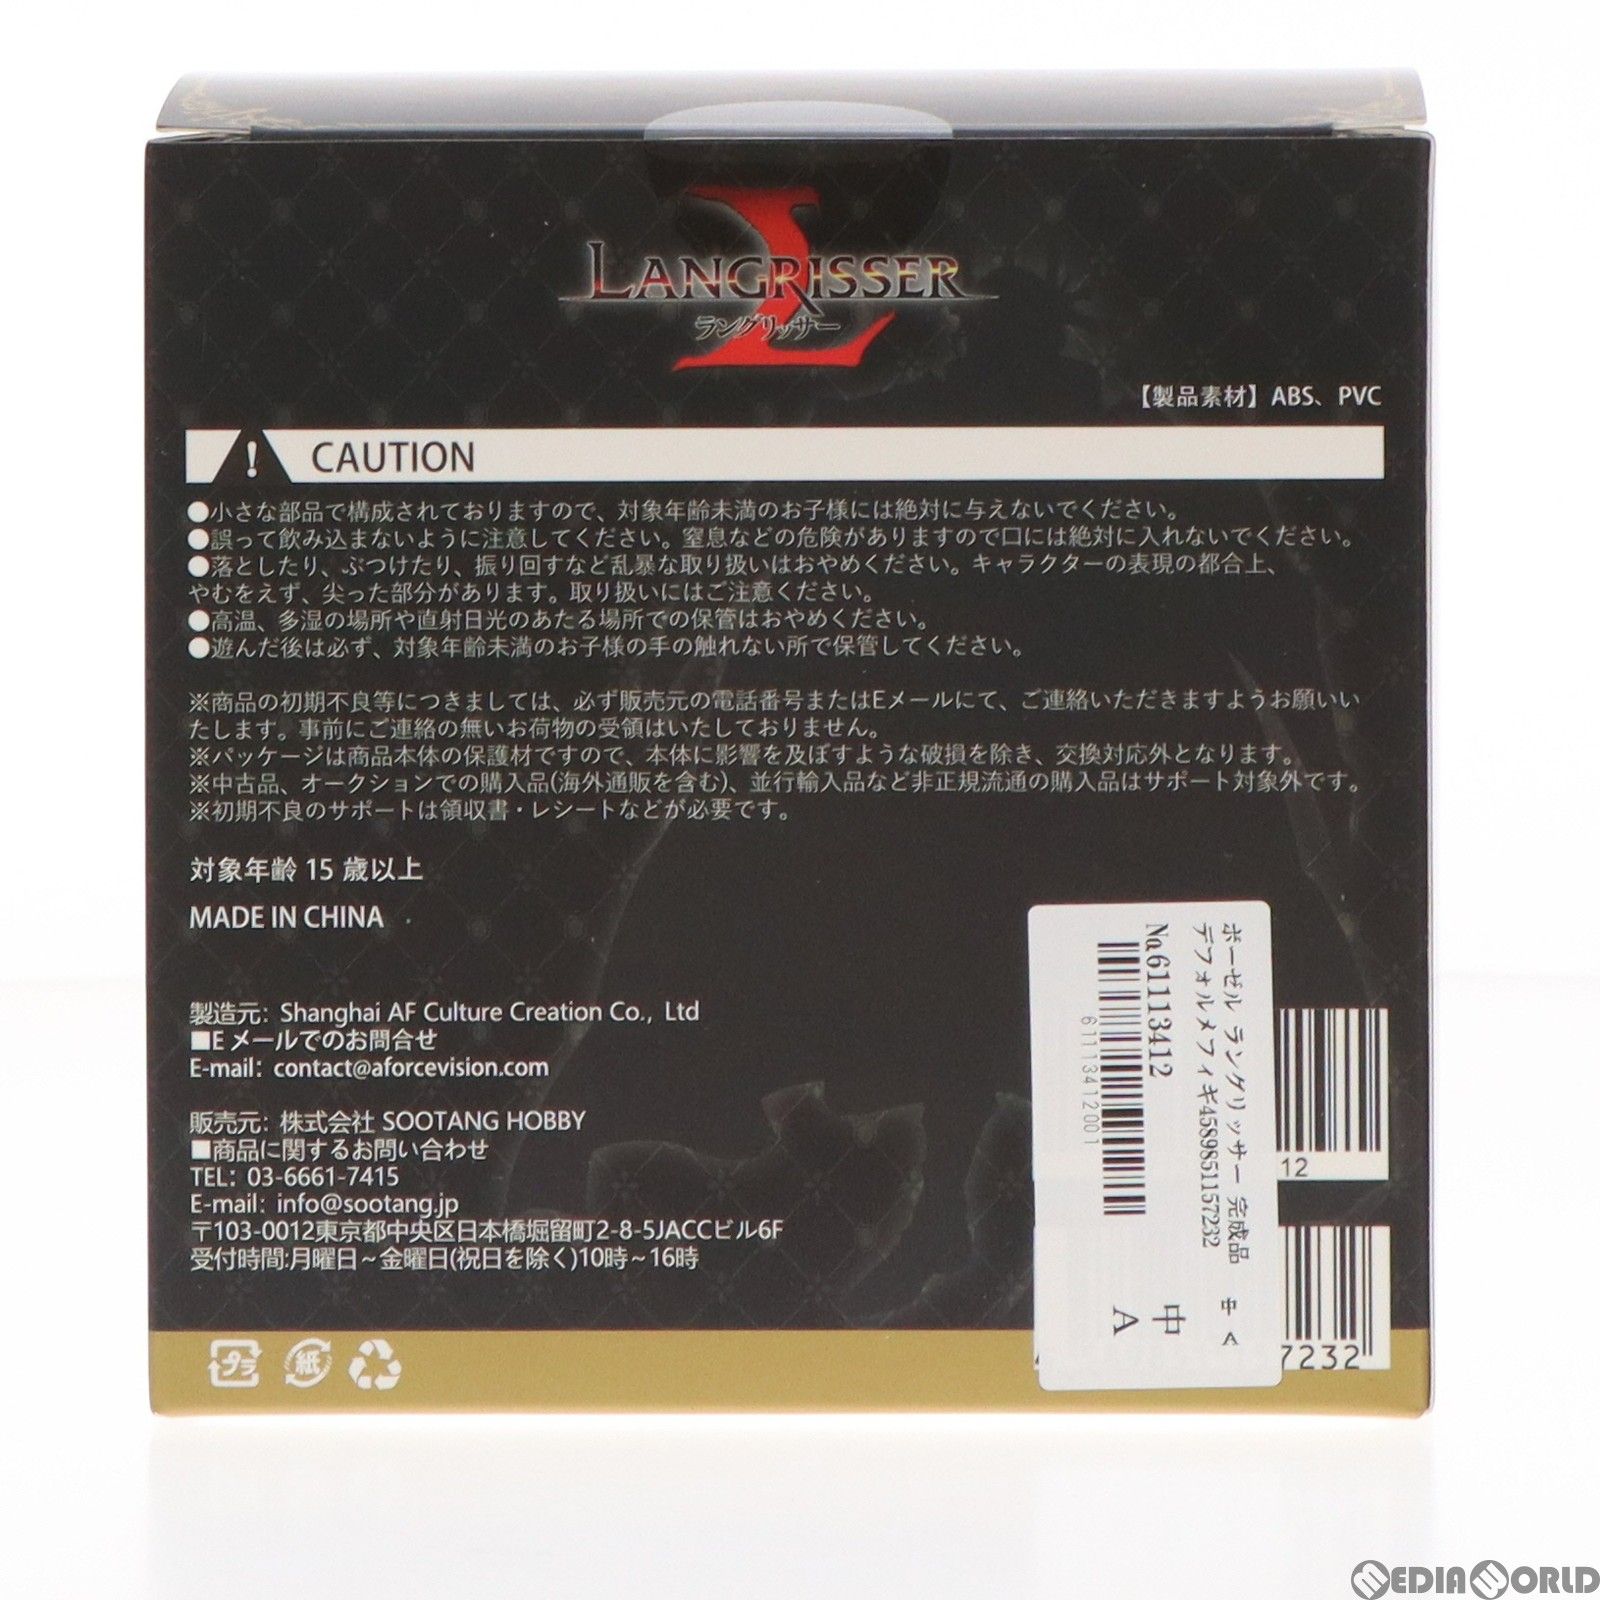 LANGRISSER
ラングリッサー
【製品素材】ABS、PVC
! CAUTION
●小さな部品で構成されておりますので、対象年齢未満のお子様には絶対に与えないでください。
●誤って飲み込まないように注意してください。窒息などの危険がありますので口には絶対に入れないでください。
●落としたり、ぶつけたり、振り回すなど乱暴な取り扱いはおやめください。キャラクターの表現の都合上、
やむをえず、尖った部分があります。取り扱いにはご注意ください。
●高温、多湿の場所や直射日光のあたる場所での保管はおやめください。
●遊んだ後は必ず、対象年齢未満のお子様の手の触れない所で保管してください。
※商品の初期不良等につきましては、必ず販売元の電話番号またはEメールにて、ご連絡いただきますようお願いい
たします。事前にご連絡の無いお荷物の受領はいたしておりません。
※パッケージは商品本体の保護材ですので、本体に影響を及ぼすような破損を除き、交換対応外となります。
※中古品、オークションでの購入品(海外通販を含む)、並行輸入品など非正規流通の購入品はサポート対象外です。
※初期不良のサポートは領収書・レシートなどが必要です。
対象年齢 15 歳以上
MADE IN CHINA
製造元: Shanghai AF Culture Creation Co., Ltd
■E メールでのお問合せ
E-mail: contact@aforcevision.com
販売元: 株式会社 SOOTANG HOBBY
■商品に関するお問い合わせ
TEL: 03-6661-7415
E-mail: info@sootang.jp
〒103-0012東京都中央区日本橋堀留町2-8-5JACCビル6F
受付時間:月曜日～金曜日(祝日を除く)10時～16時
プラ
紙
ボーゼル ラングリッサー 完成品 中 A
デフォルメフィギ4589851157232
№61113412
611134120001
中
A
12
7232
MEDIAWORLD